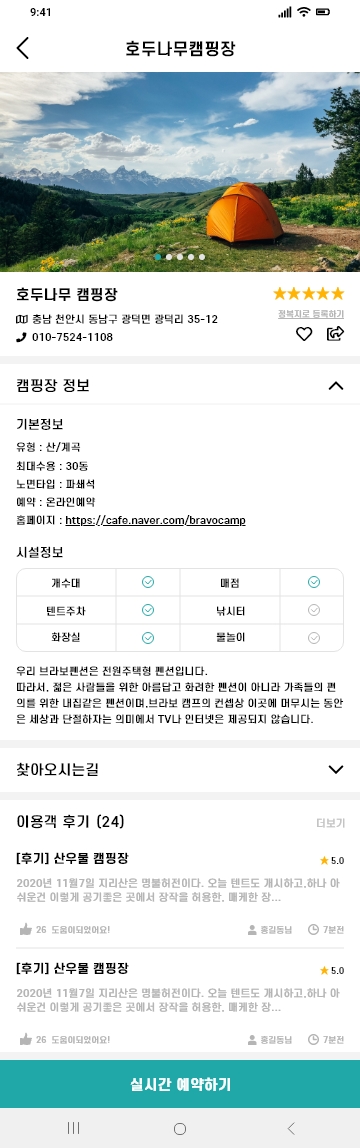 9:41
호두나무캠핑장
호두나무 캠핑장
충남 천안시 동남구 광덕면 광덕리 35-12
정복지로 등록하기
010-7524-1108
캠핑장 정보
기본정보
유형 : 산/계곡
최대수용 : 30동
노면타입 : 파쇄석
예약 : 온라인예약
홈페이지 : https://cafe.naver.com/bravocamp
시설정보
개수대 매점
텐트주차 낚시터
화장실 물놀이
우리 브라보펜션은 전원주택형 펜션입니다.
따라서, 젊은 사람들을 위한 아름답고 화려한 펜션이 아니라 가족들의 편
의를 위한 내집같은 펜션이며,브라보 캠프의 컨셉상 이곳에 머무시는 동안
은 세상과 단절하자는 의미에서 TV나 인터넷은 제공되지 않습니다.
찾아오시는길
이용객 후기 (24) 더보기
[후기] 산우물 캠핑장 5.0
2020년 11월7일 지리산은 명불허전이다. 오늘 텐트도 개시하고,하나 아
쉬운건 이렇게 공기좋은 곳에서 장작을 허용한, 매케한 장...
26 도움이되었어요! 홍길동님 7분전
[후기] 산우물 캠핑장 5.0
2020년 11월7일 지리산은 명불허전이다. 오늘 텐트도 개시하고,하나 아
쉬운건 이렇게 공기좋은 곳에서 장작을 허용한, 매케한 장...
26 도움이되었어요! 홍길동님 7분전
실시간 예약하기